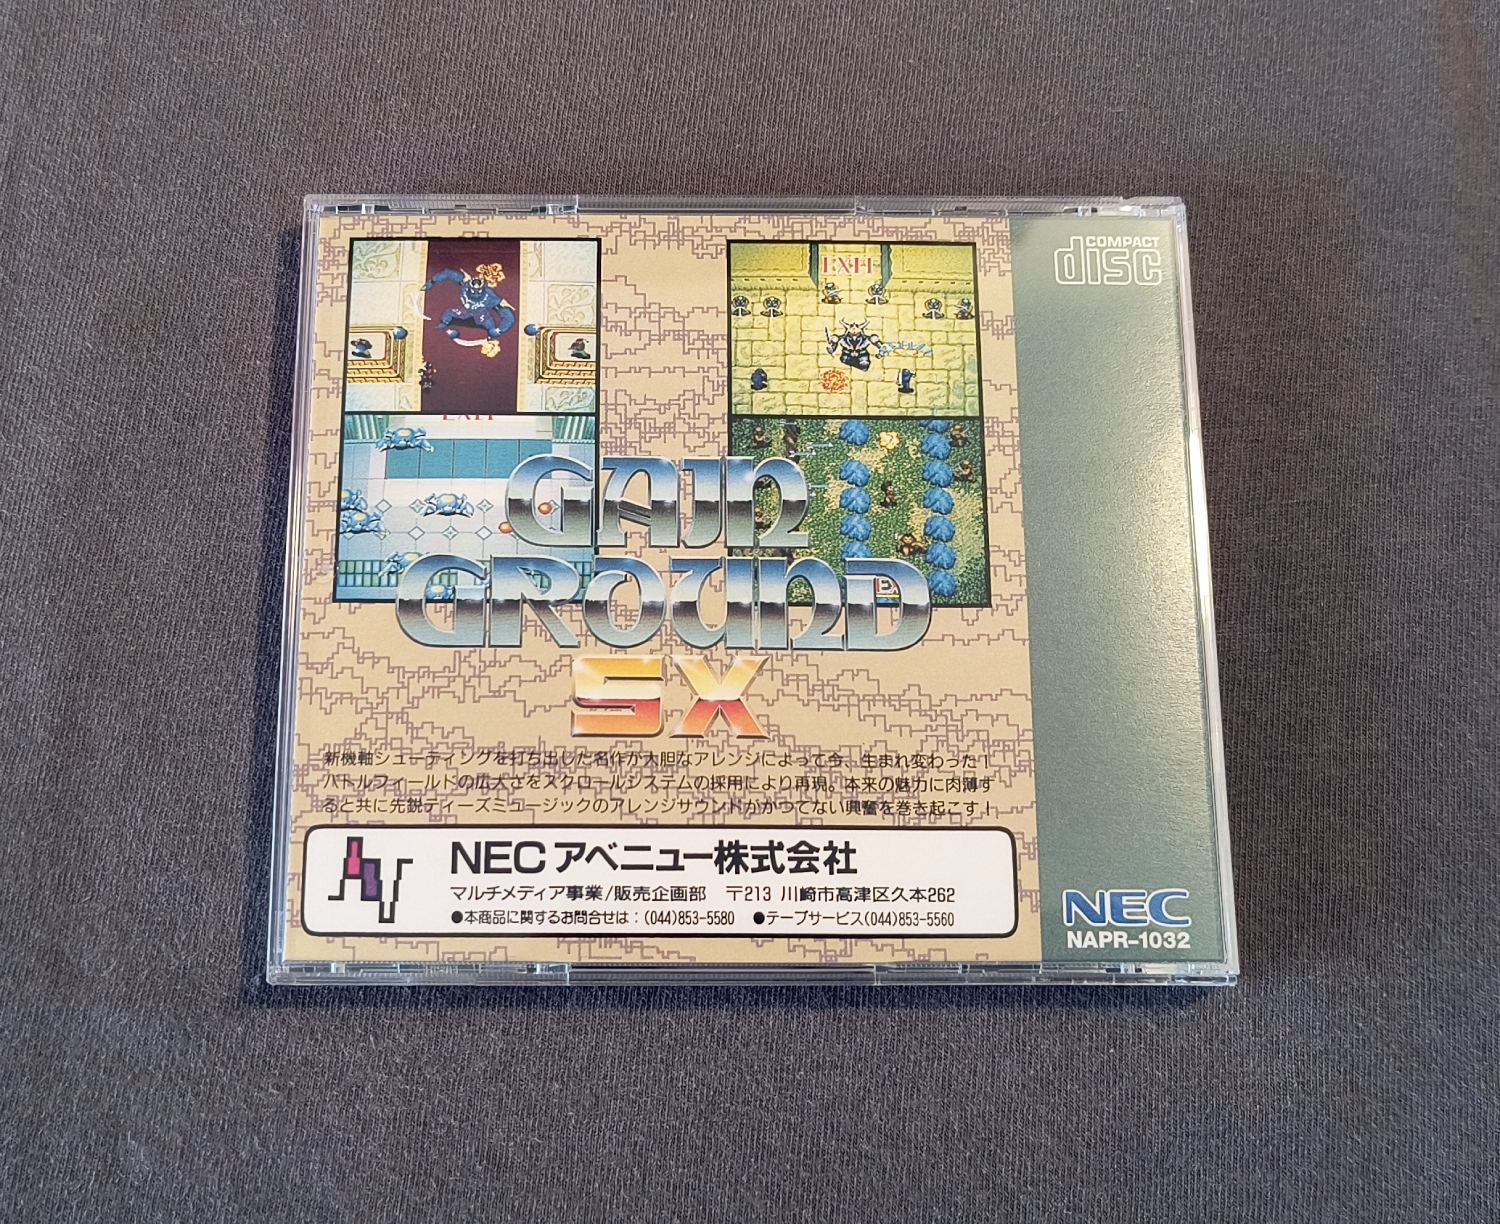 COMPACT
disc
EXIT
EXIT
GAIN
GROUND
SX
新機軸シューティングを打ち出した名作が大胆なアレンジによって今、生まれ変わった!
バトルフィールドの広大さをスクロールシステムの採用により再現。本来の魅力に肉薄す
ると共に先鋭ティーズミュージックのアレンジサウンドがかつてない興奮を巻き起こす!
NECアベニュー株式会社
マルチメディア事業/販売企画部 〒213 川崎市高津区久本262
●本商品に関するお問合せは:(044)853-5580 ●テープサービス(044)853-5560
NEC
NAPR-1032